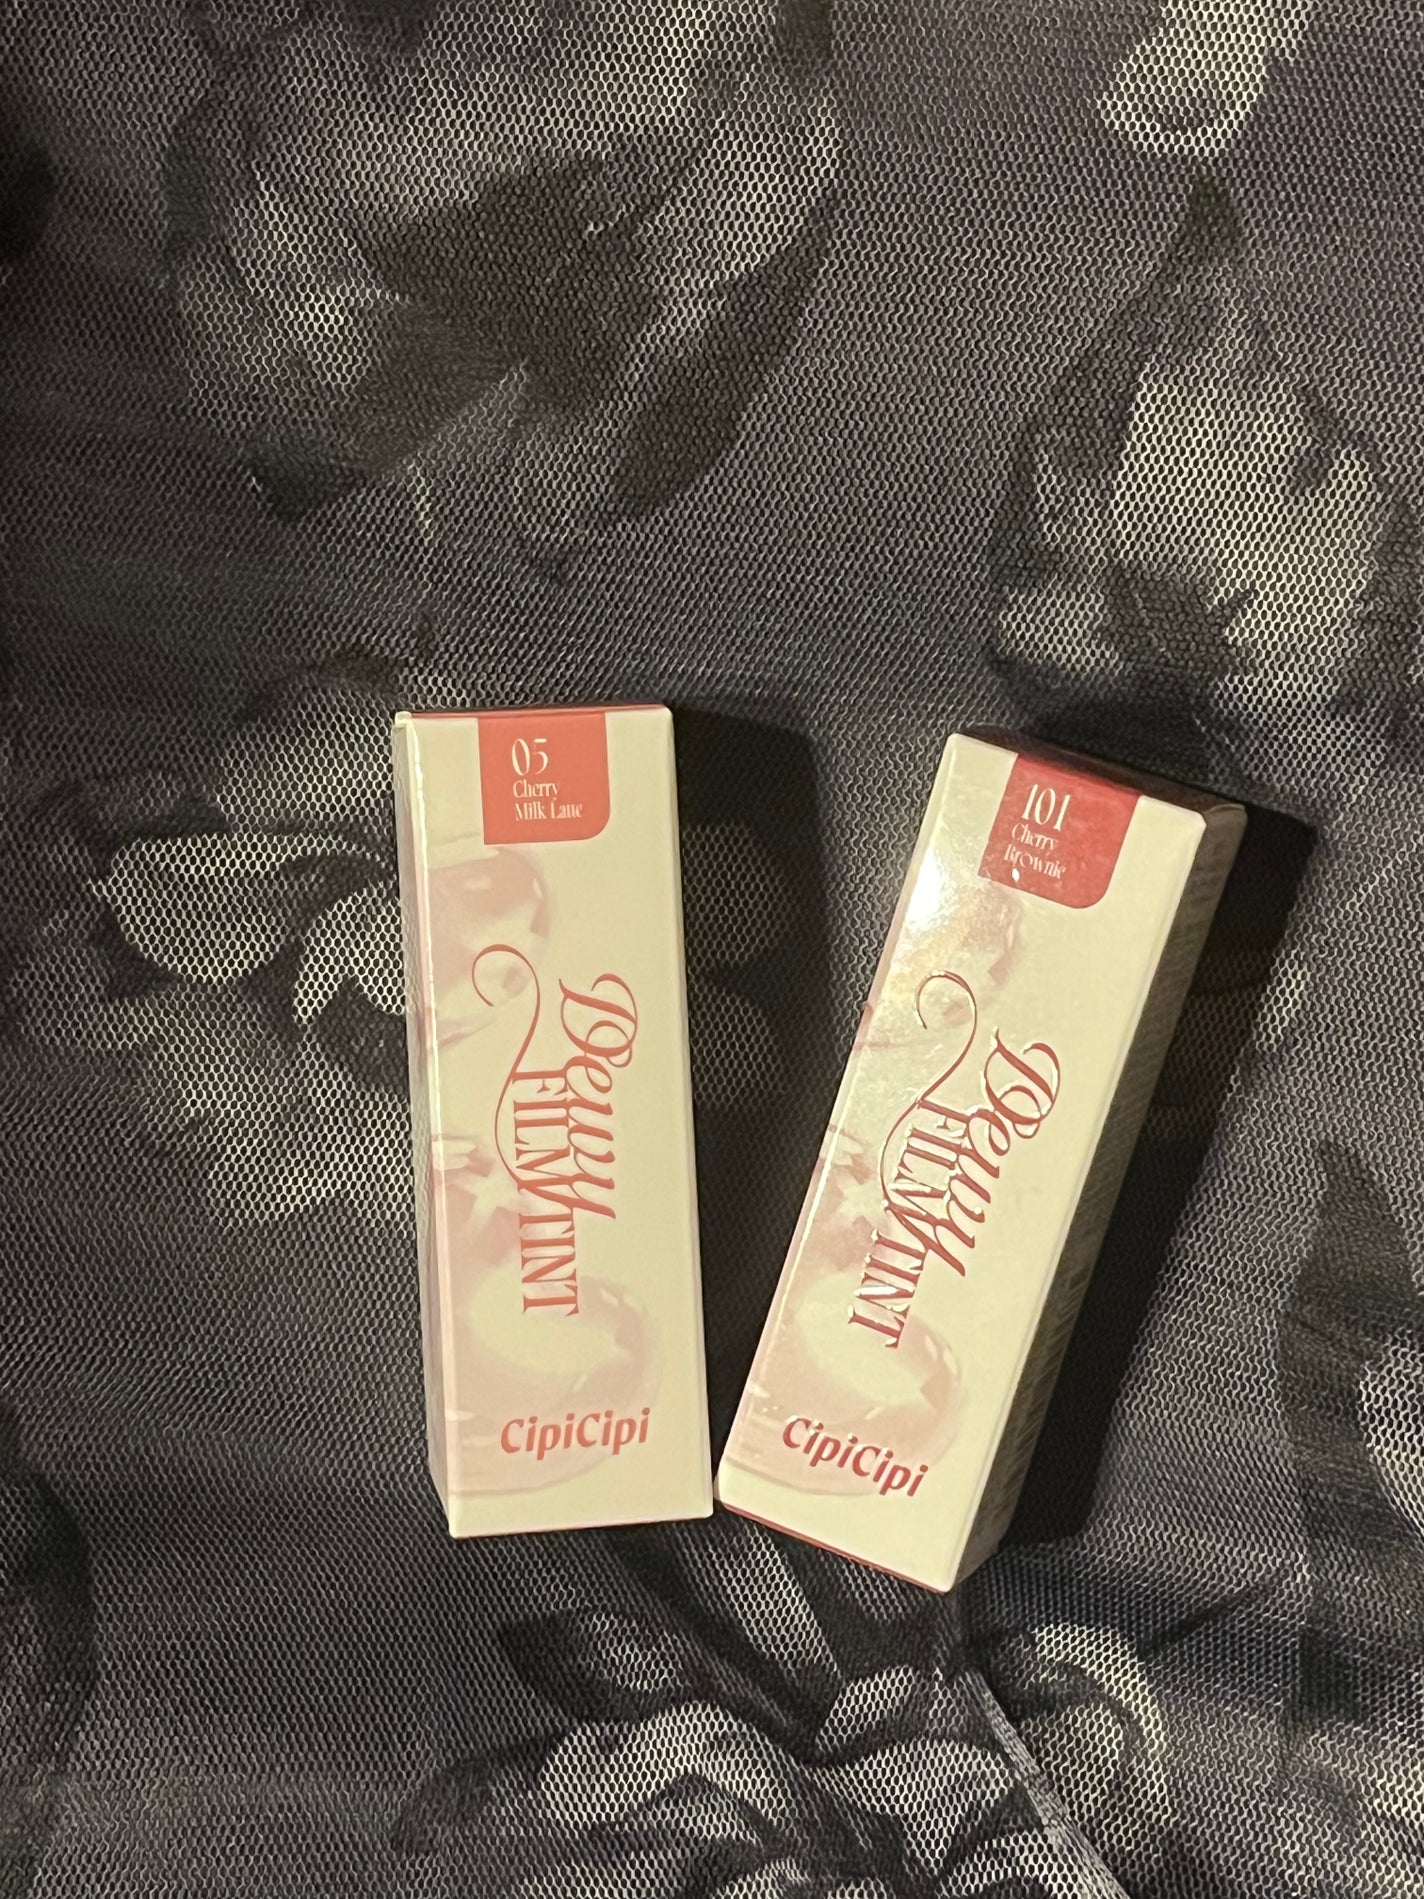 05
Cherry
Milk Latte
Dewy
FILM TINT
CipiCipi
101
Cherry
Brownie
Dewy
FILM TINT
CipiCipi